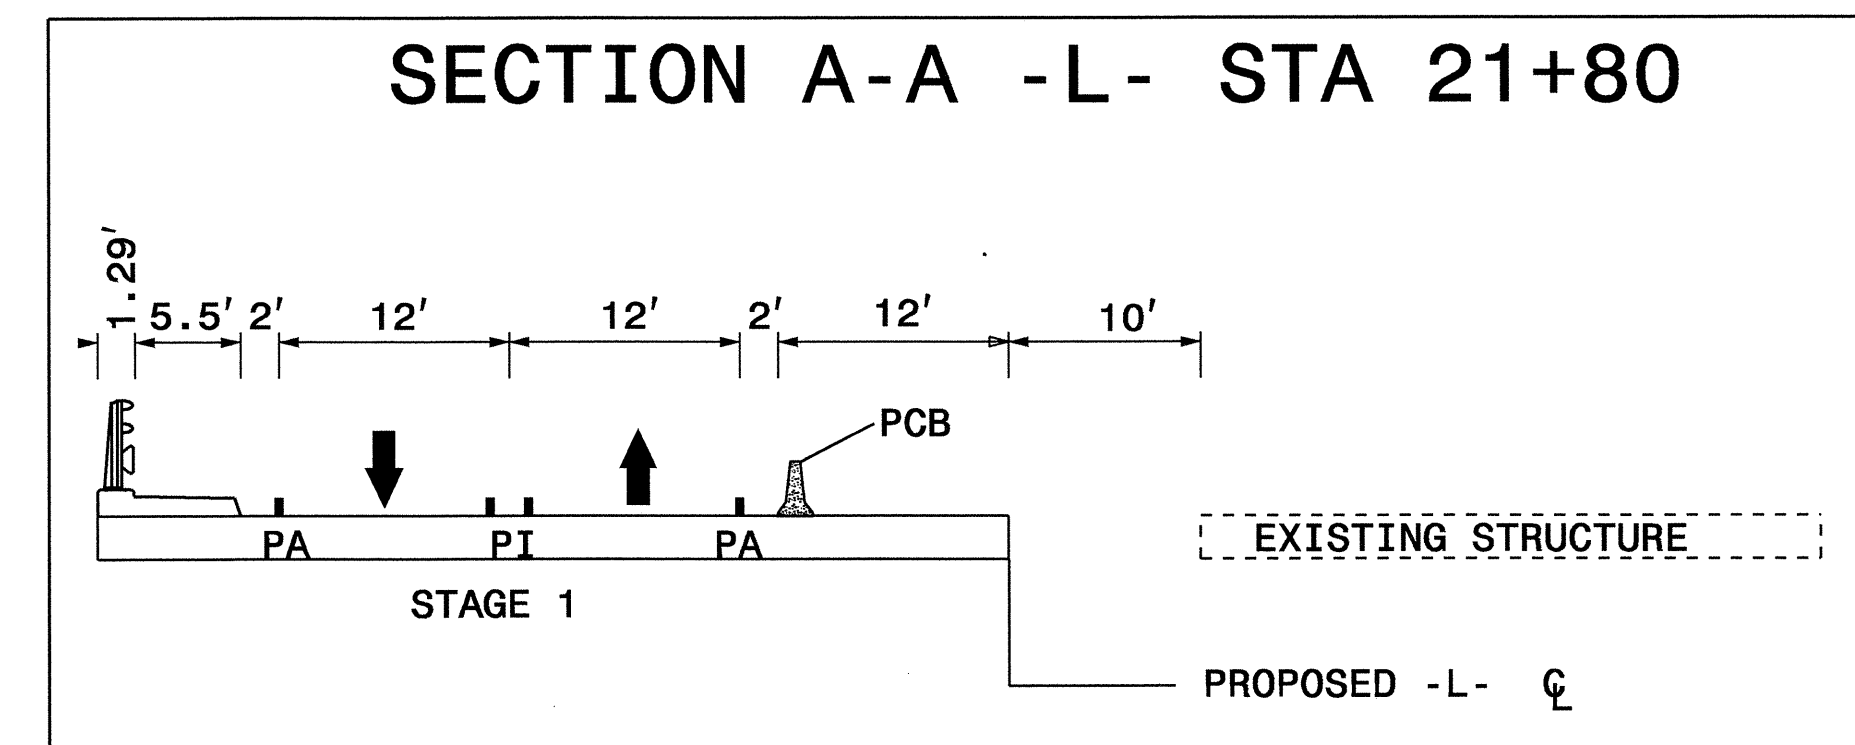 SECTION A-A -L- STA 21+80
1.29'
5.5' 2' 12' 12' 2' 12' 10'
PCB
PA PI PA
EXISTING STRUCTURE
STAGE 1
PROPOSED -L- ℄